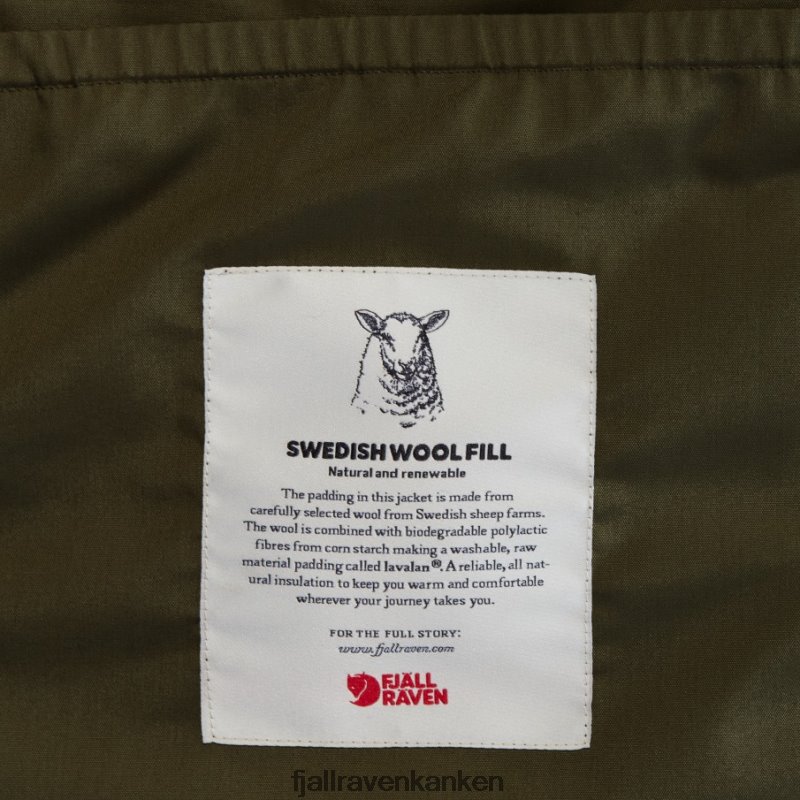 SWEDISH WOOL FILL
Natural and renewable
The padding in this jacket is made from
carefully selected wool from Swedish sheep farms.
The wool is combined with biodegradable polylactic
fibres from corn starch making a washable, raw
material padding called lavalan®. A reliable, all nat-
ural insulation to keep you warm and comfortable
wherever your journey takes you.
FOR THE FULL STORY:
www.fjallraven.com
FJÄLL
RÄVEN
fjallravenkanken